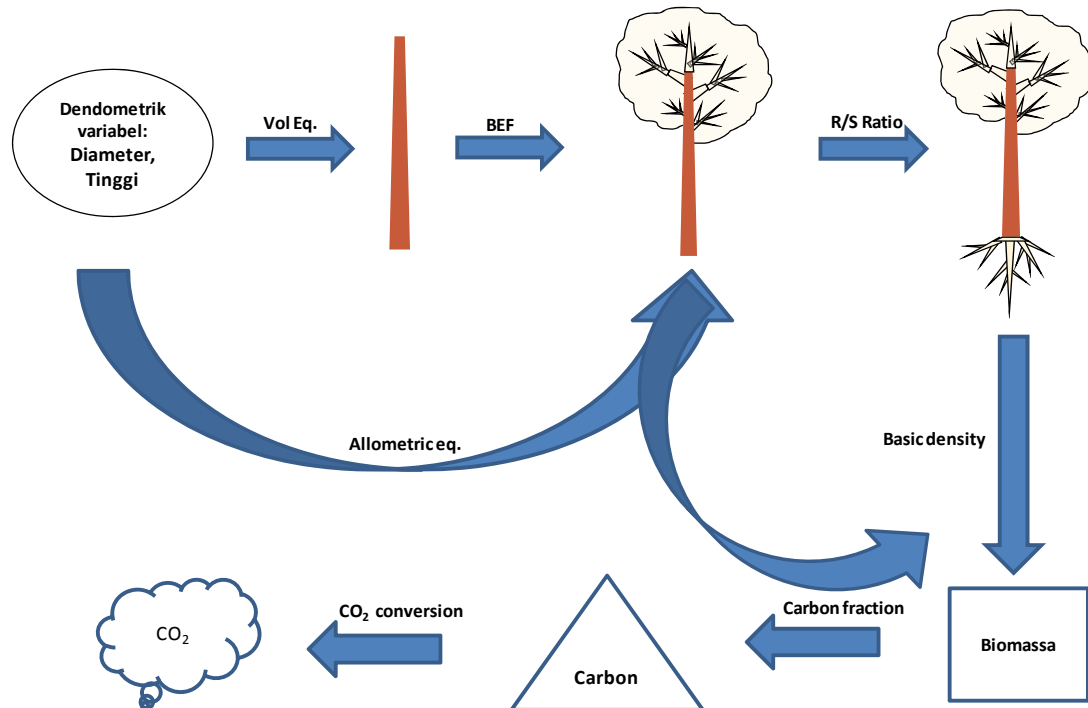 Dendometrik
variabel:
Diameter,
Tinggi
Vol Eq.
BEF
R/S Ratio
Allometric eq.
Basic density
CO₂ conversion
Carbon fraction
CO₂
Carbon
Biomassa